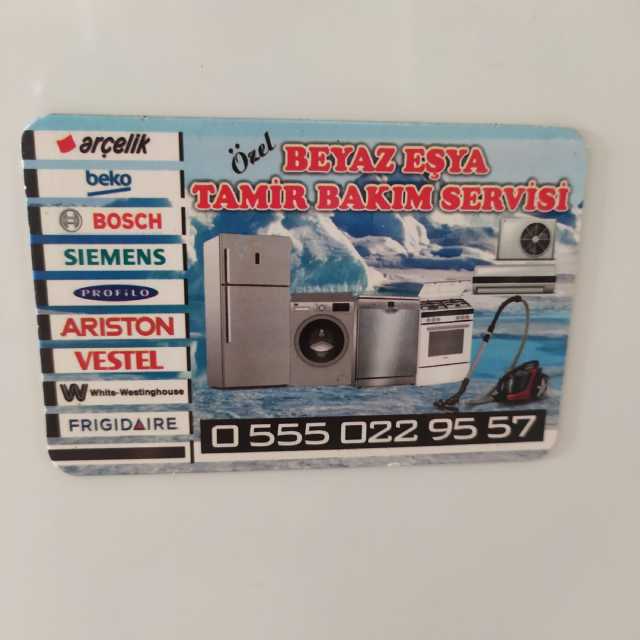 arçelik
beko
BOSCH
SIEMENS
PROFiLO
ARISTON
VESTEL
White-Westinghouse
FRIGIDAIRE
Özel
BEYAZ EŞYA
TAMİR BAKIM SERVİSİ
0 555 022 95 57